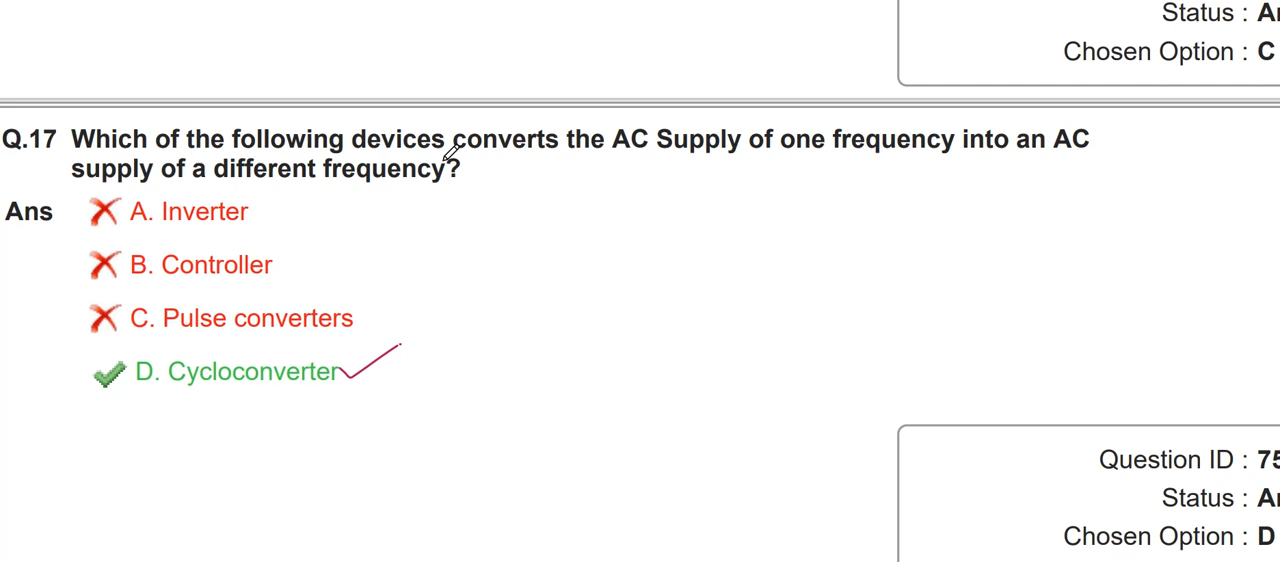 Status : A
Chosen Option : C
Q.17 Which of the following devices converts the AC Supply of one frequency into an AC
supply of a different frequency?
Ans A. Inverter
B. Controller
C. Pulse converters
D. Cycloconverter
Question ID : 75
Status : A
Chosen Option : D